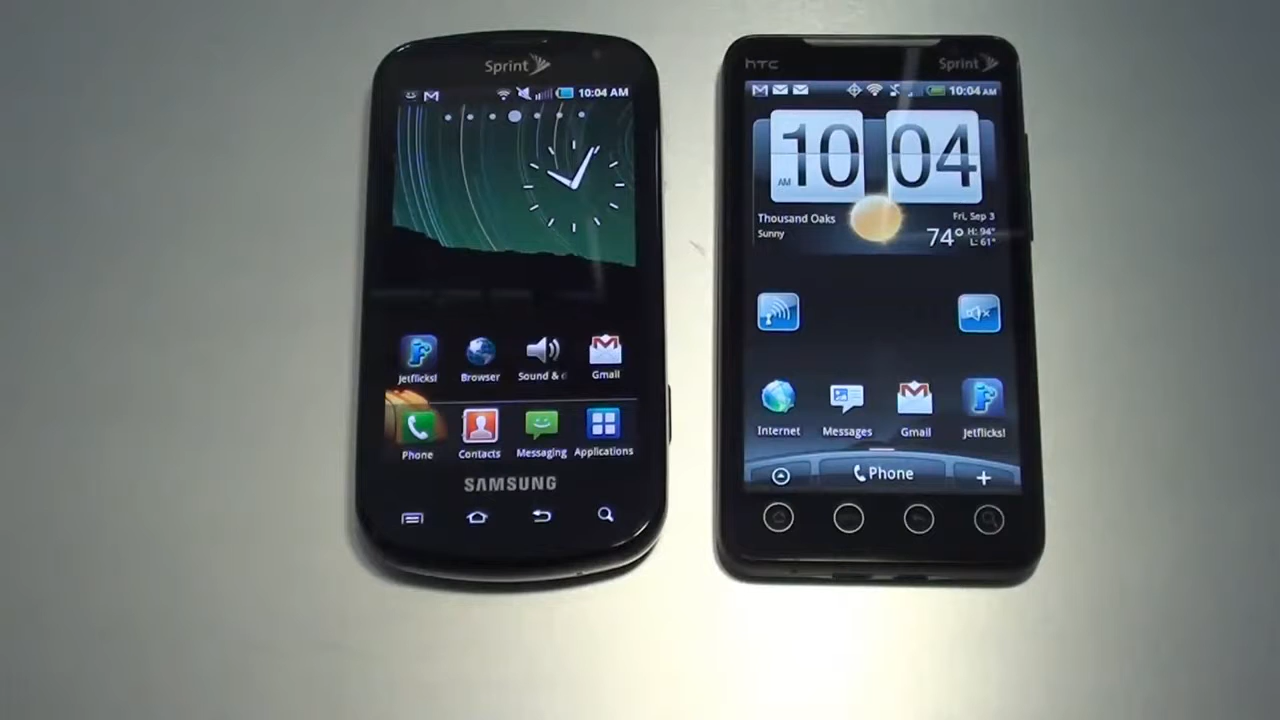 Sprint
10:04 AM
Jetflicks!
Browser
Sound & d
Gmail
Phone
Contacts
Messaging
Applications
SAMSUNG
hTC
Sprint
10:04 AM
10 04
AM
Thousand Oaks
Sunny
Fri, Sep 3
74° H: 94°
L: 61°
Internet
Messages
Gmail
Jetflicks!
Phone